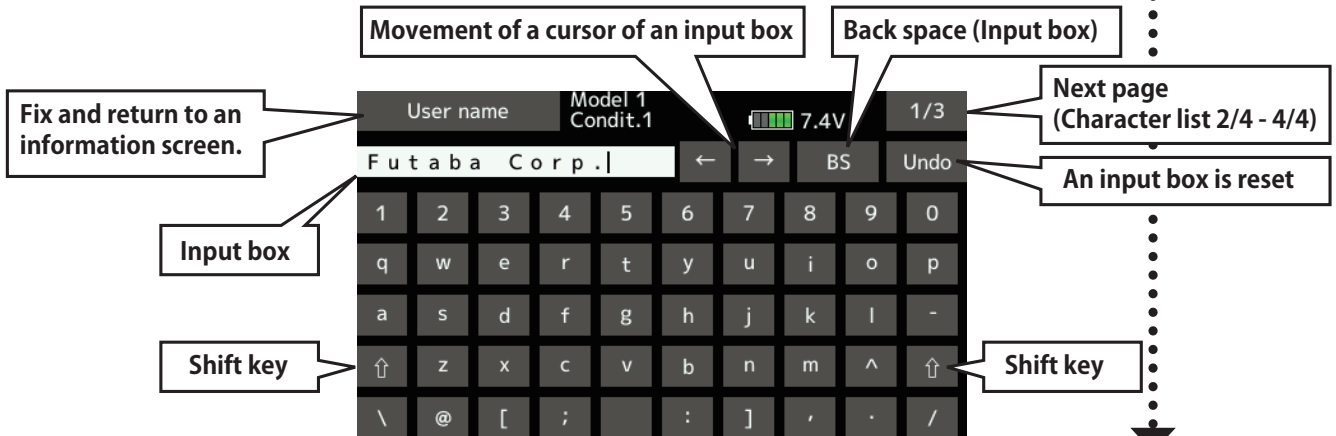 Movement of a cursor of an input box
Back space (Input box)
Fix and return to an
information screen.
Next page
(Character list 2/4 - 4/4)
User name
Model 1
Condit.1
7.4V
1/3
Futaba Corp.
← → BS Undo
An input box is reset
Input box
1 2 3 4 5 6 7 8 9 0
q w e r t y u i o p
a s d f g h j k l -
Shift key
⇧ z x c v b n m ^ ⇧
Shift key
\ @ [ ; : ] , . /